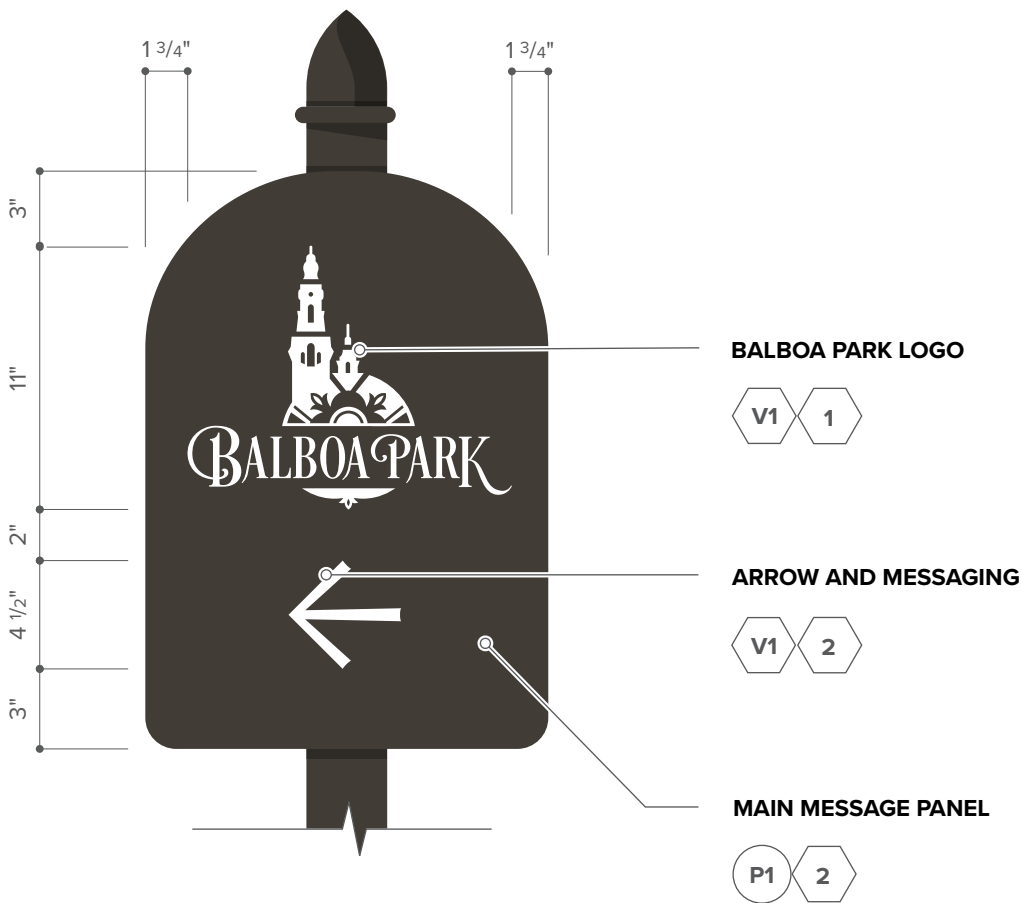 1 3/4"
1 3/4"
3"
11"
2"
4 1/2"
3"
BALBOA PARK
BALBOA PARK LOGO
V1 1
ARROW AND MESSAGING
V1 2
MAIN MESSAGE PANEL
P1 2